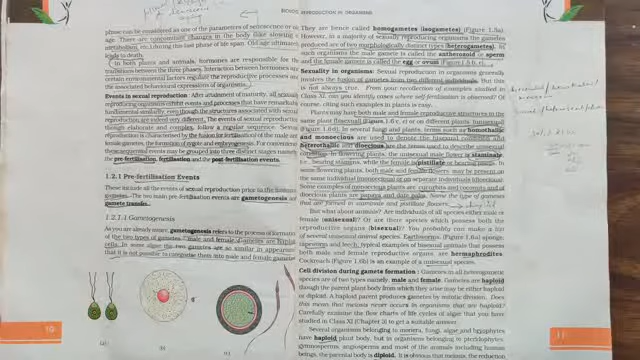 phase can be considered as one of the parameters of senescence or old
age. There are concomitant changes in the body (like slowing of
metabolism, etc.) during this last phase of life span. Old age ultimately
leads to death.
In both plants and animals, hormones are responsible for the
transitions between the three phases. Interaction between hormones and
certain environmental factors regulate the reproductive processes and
the associated behavioural expressions of organisms.
Events in sexual reproduction: After attainment of maturity, all sexually
reproducing organisms exhibit events and processes that have remarkable
fundamental similarity, even though the structures associated with sexual
reproduction are indeed very different. The events of sexual reproduction
though elaborate and complex, follow a regular sequence. Sexual
reproduction is characterised by the fusion (or fertilisation) of the male and
female gametes, the formation of zygote and embryogenesis. For convenience
these sequential events may be grouped into three distinct stages namely,
the pre-fertilisation, fertilisation and the post-fertilisation events.
1.2.1 Pre-fertilisation Events
These include all the events of sexual reproduction prior to the fusion of
gametes. The two main pre-fertilisation events are gametogenesis and
gamete transfer.
1.2.1.1 Gametogenesis
As you are already aware, gametogenesis refers to the process of formation
of the two types of gametes – male and female. Gametes are haploid
cells. In some algae the two gametes are so similar in appearance
that it is not possible to categorise them into male and female gametes.
(a)
(b)
(c)
10
REPRODUCTION IN ORGANISMS
They are hence called homogametes (isogametes) (Figure 1.5a).
However, in a majority of sexually reproducing organisms the gametes
produced are of two morphologically distinct types (heterogametes). In
such organisms the male gamete is called the antherozoid or sperm
and the female gamete is called the egg or ovum (Figure 1.5 b, c).
Sexuality in organisms: Sexual reproduction in organisms generally
involves the fusion of gametes from two different individuals. But this
is not always true. From your recollection of examples studied in
Class XI, can you identify cases where self-fertilisation is observed? Of
course, citing such examples in plants is easy.
Plants may have both male and female reproductive structures in the
same plant (bisexual) (Figure 1.6 c, e) or on different plants (unisexual)
(Figure 1.6d). In several fungi and plants, terms such as homothallic
and monoecious are used to denote the bisexual condition and
heterothallic and dioecious are the terms used to describe unisexual
condition. In flowering plants, the unisexual male flower is staminate,
i.e., bearing stamens, while the female is pistillate or bearing pistils. In
some flowering plants, both male and female flowers may be present on
the same individual (monoecious) or on separate individuals (dioecious).
Some examples of monoecious plants are cucurbits and coconuts and of
dioecious plants are papaya and date palm. Name the type of gametes
that are formed in staminate and pistillate flowers.
But what about animals? Are individuals of all species either male or
female (unisexual)? Or are there species which possess both the
reproductive organs (bisexual)? You probably can make a list
of several unisexual animal species. Earthworms, (Figure 1.6a) sponge,
tapeworm and leech, typical examples of bisexual animals that possess
both male and female reproductive organs, are hermaphrodites.
Cockroach (Figure 1.6b) is an example of a unisexual species.
Cell division during gamete formation : Gametes in all heterogametic
species are of two types namely, male and female. Gametes are haploid
though the parent plant body from which they arise may be either haploid
or diploid. A haploid parent produces gametes by mitotic division. Does
this mean that meiosis never occurs in organisms that are haploid?
Carefully examine the flow charts of life cycles of algae that you have
studied in Class XI (Chapter 3) to get a suitable answer.
Several organisms belonging to monera, fungi, algae and bryophytes
have haploid plant body, but in organisms belonging to pteridophytes,
gymnosperms, angiosperms and most of the animals including human
beings, the parental body is diploid. It is obvious that meiosis, the reduction
11